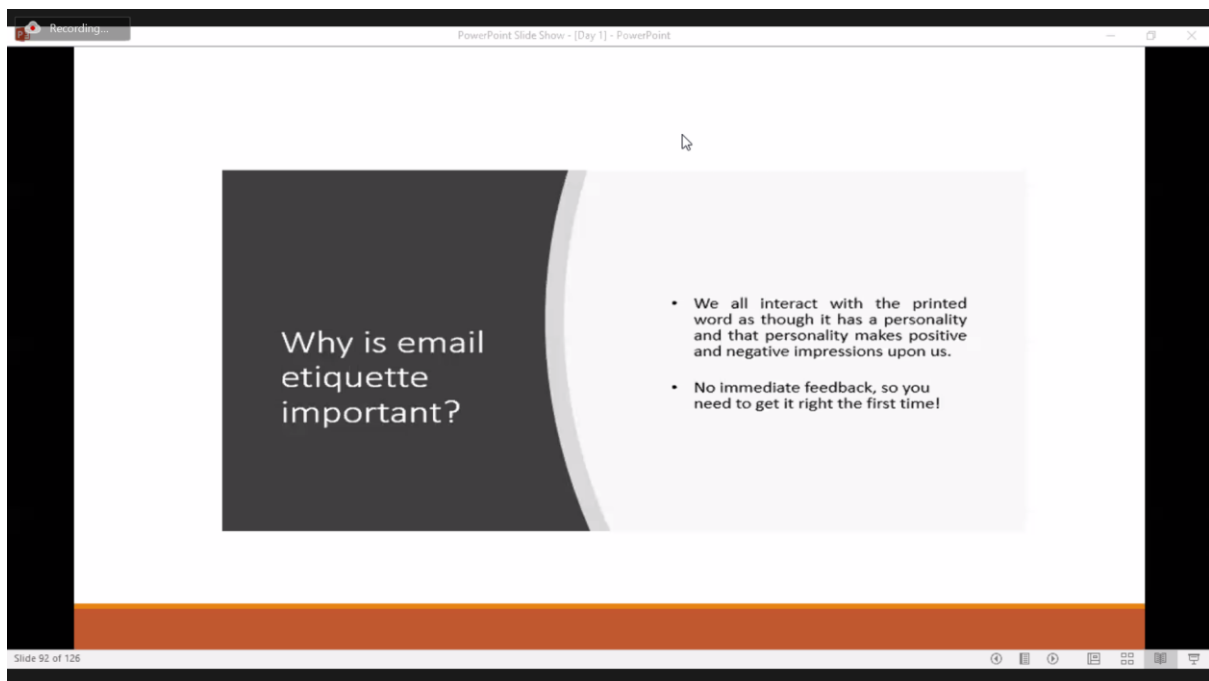 Recording...
PowerPoint Slide Show - [Day 1] - PowerPoint
Why is email
etiquette
important?
• We all interact with the printed
word as though it has a personality
and that personality makes positive
and negative impressions upon us.
• No immediate feedback, so you
need to get it right the first time!
Slide 92 of 126